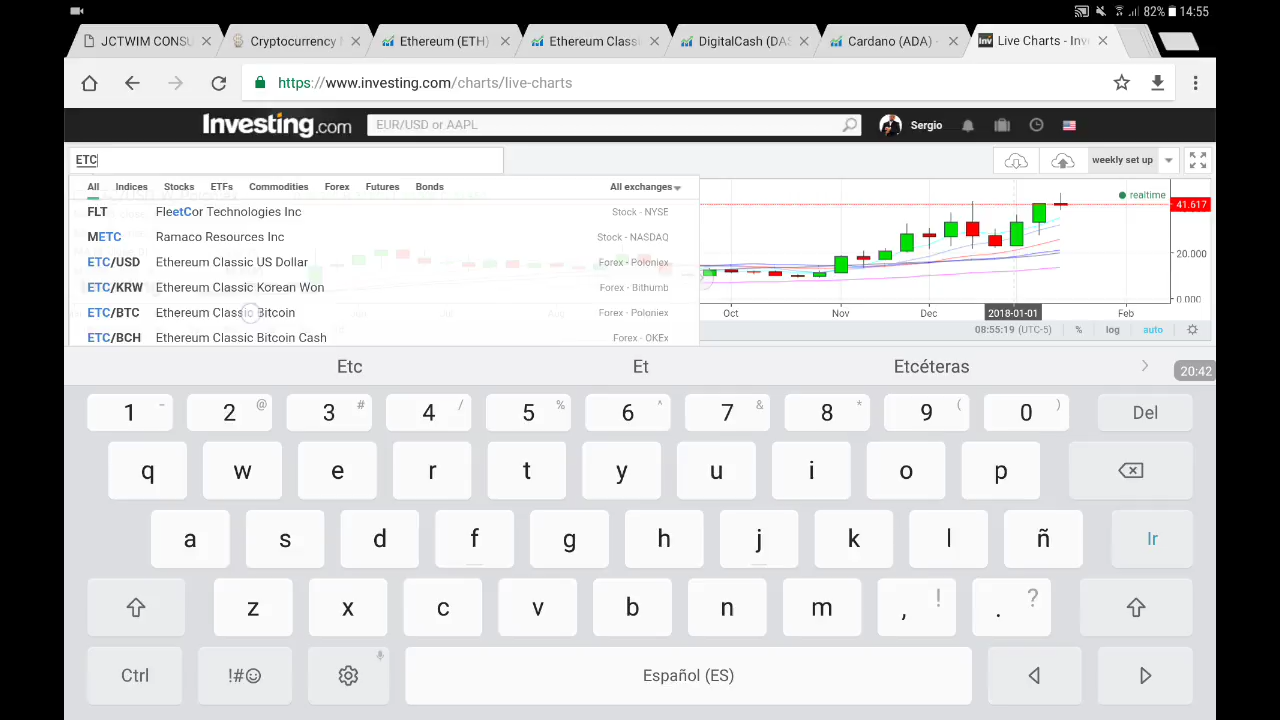 82% 14:55
JCTWIM CONSU Cryptocurrency M Ethereum (ETH) Ethereum Classi DigitalCash (DAS Cardano (ADA) - Live Charts - Inve
https://www.investing.com/charts/live-charts
Investing.com EUR/USD or AAPL Sergio
ETC weekly set up
All Indices Stocks ETFs Commodities Forex Futures Bonds All exchanges
realtime
FLT FleetCor Technologies Inc Stock - NYSE
41.617
METC Ramaco Resources Inc Stock - NASDAQ
20.000
ETC/USD Ethereum Classic US Dollar Forex - Poloniex
ETC/KRW Ethereum Classic Korean Won Forex - Bithumb
0.000
ETC/BTC Ethereum Classic Bitcoin Forex - Poloniex
Oct Nov Dec 2018-01-01 Feb
ETC/BCH Ethereum Classic Bitcoin Cash Forex - OKEx
08:55:19 (UTC-5) % log auto
Etc Et Etcéteras
20:42
1 - 2 @ 3 # 4 / 5 % 6 ^ 7 & 8 * 9 ( 0 ) Del
q w e r t y u i o p
a s d f g h j k l ñ Ir
z x c v b n m , ! . ?
Ctrl !#☺ Español (ES)